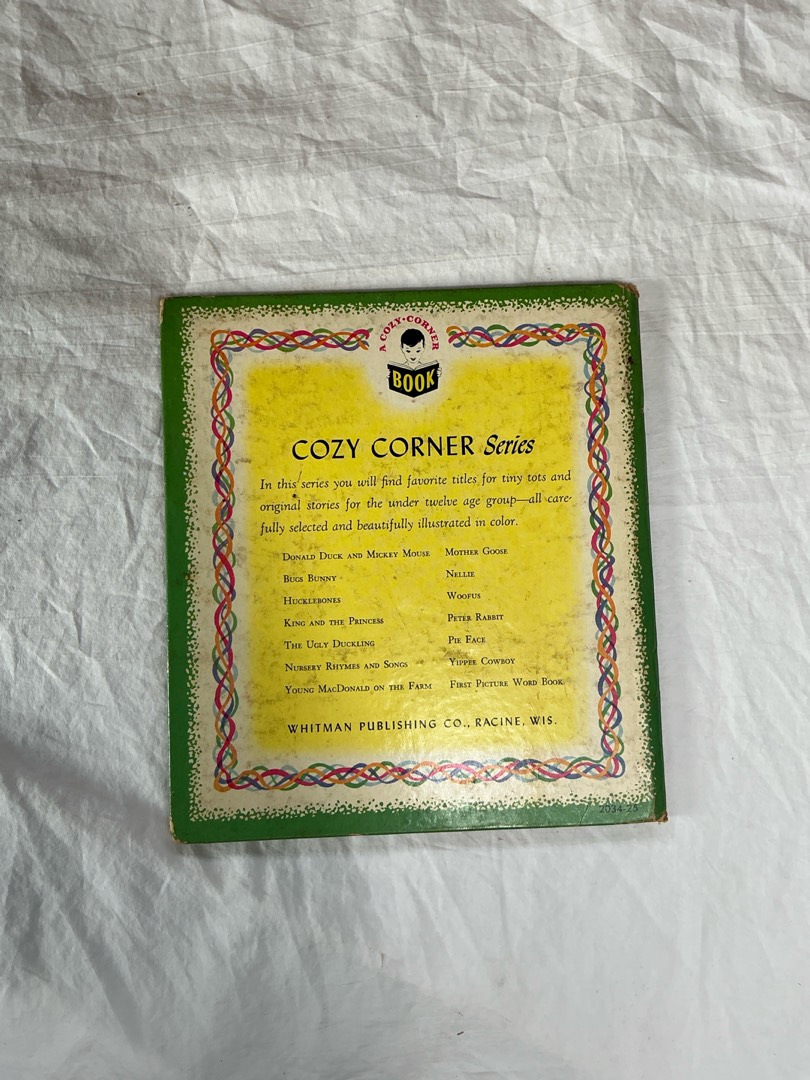 A COZY-CORNER
BOOK
COZY CORNER Series
In this series you will find favorite titles for tiny tots and
original stories for the under twelve age group—all care-
fully selected and beautifully illustrated in color.
DONALD DUCK AND MICKEY MOUSE
BUGS BUNNY
HUCKLEBONES
KING AND THE PRINCESS
THE UGLY DUCKLING
NURSERY RHYMES AND SONGS
YOUNG MACDONALD ON THE FARM
MOTHER GOOSE
NELLIE
WOOFUS
PETER RABBIT
PIE FACE
YIPPEE COWBOY
FIRST PICTURE WORD BOOK
WHITMAN PUBLISHING CO., RACINE, WIS.
2034-25